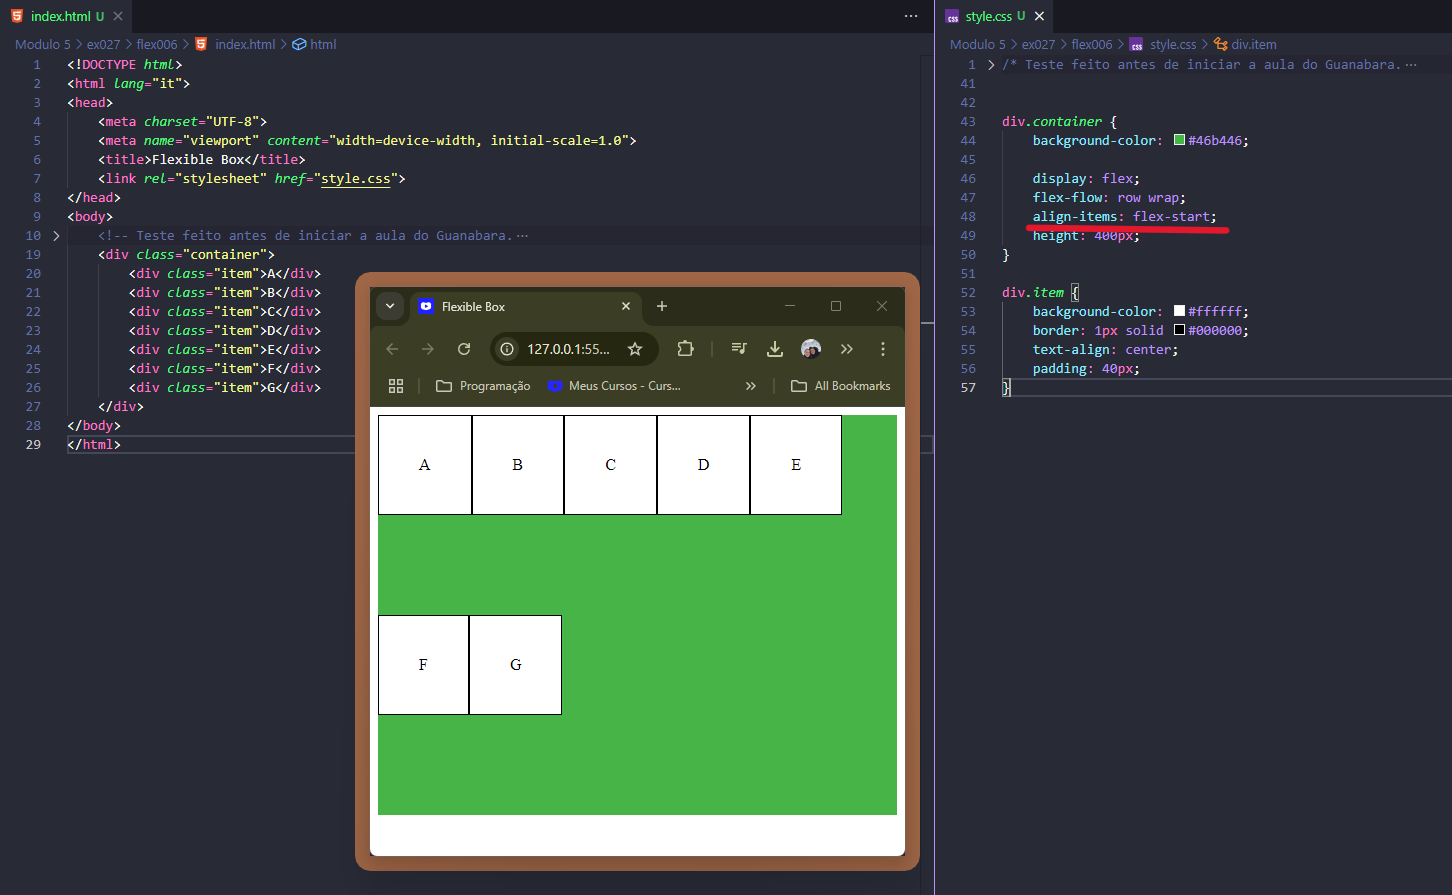 index.html U
Modulo 5 > ex027 > flex006 > index.html > html
1 <!DOCTYPE html>
2 <html lang="it">
3 <head>
4 <meta charset="UTF-8">
5 <meta name="viewport" content="width=device-width, initial-scale=1.0">
6 <title>Flexible Box</title>
7 <link rel="stylesheet" href="style.css">
8 </head>
9 <body>
10 <!-- Teste feito antes de iniciar a aula do Guanabara. ···
19 <div class="container">
20 <div class="item">A</div>
21 <div class="item">B</div>
22 <div class="item">C</div>
23 <div class="item">D</div>
24 <div class="item">E</div>
25 <div class="item">F</div>
26 <div class="item">G</div>
27 </div>
28 </body>
29 </html>
Flexible Box
127.0.0.1:55...
Programação
Meus Cursos - Curs...
All Bookmarks
A B C D E
F G
style.css U
Modulo 5 > ex027 > flex006 > style.css > div.item
1 /* Teste feito antes de iniciar a aula do Guanabara. ···
41
42
43 div.container {
44 background-color: #46b446;
45
46 display: flex;
47 flex-flow: row wrap;
48 align-items: flex-start;
49 height: 400px;
50 }
51
52 div.item {
53 background-color: #ffffff;
54 border: 1px solid #000000;
55 text-align: center;
56 padding: 40px;
57 }